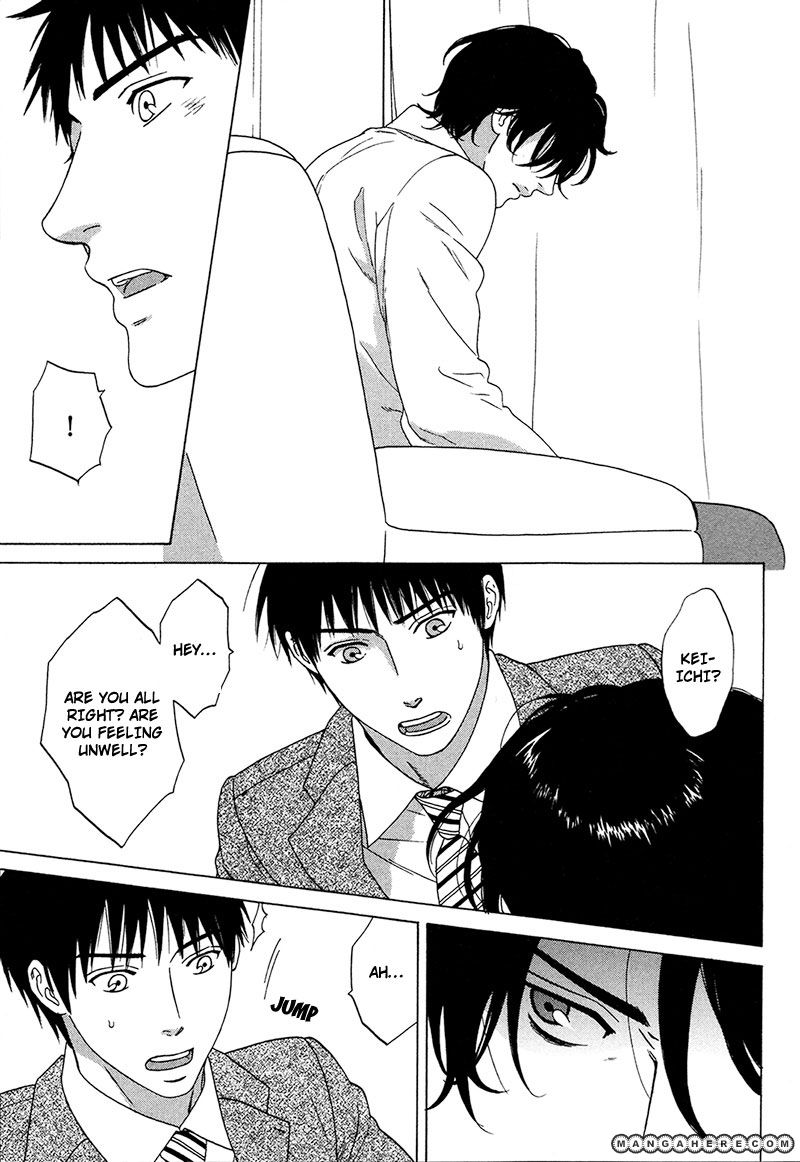 !
KEI-
ICHI?
HEY...
ARE YOU ALL
RIGHT? ARE
YOU FEELING
UNWELL?
AH...
JUMP
MANGAHERE.COM